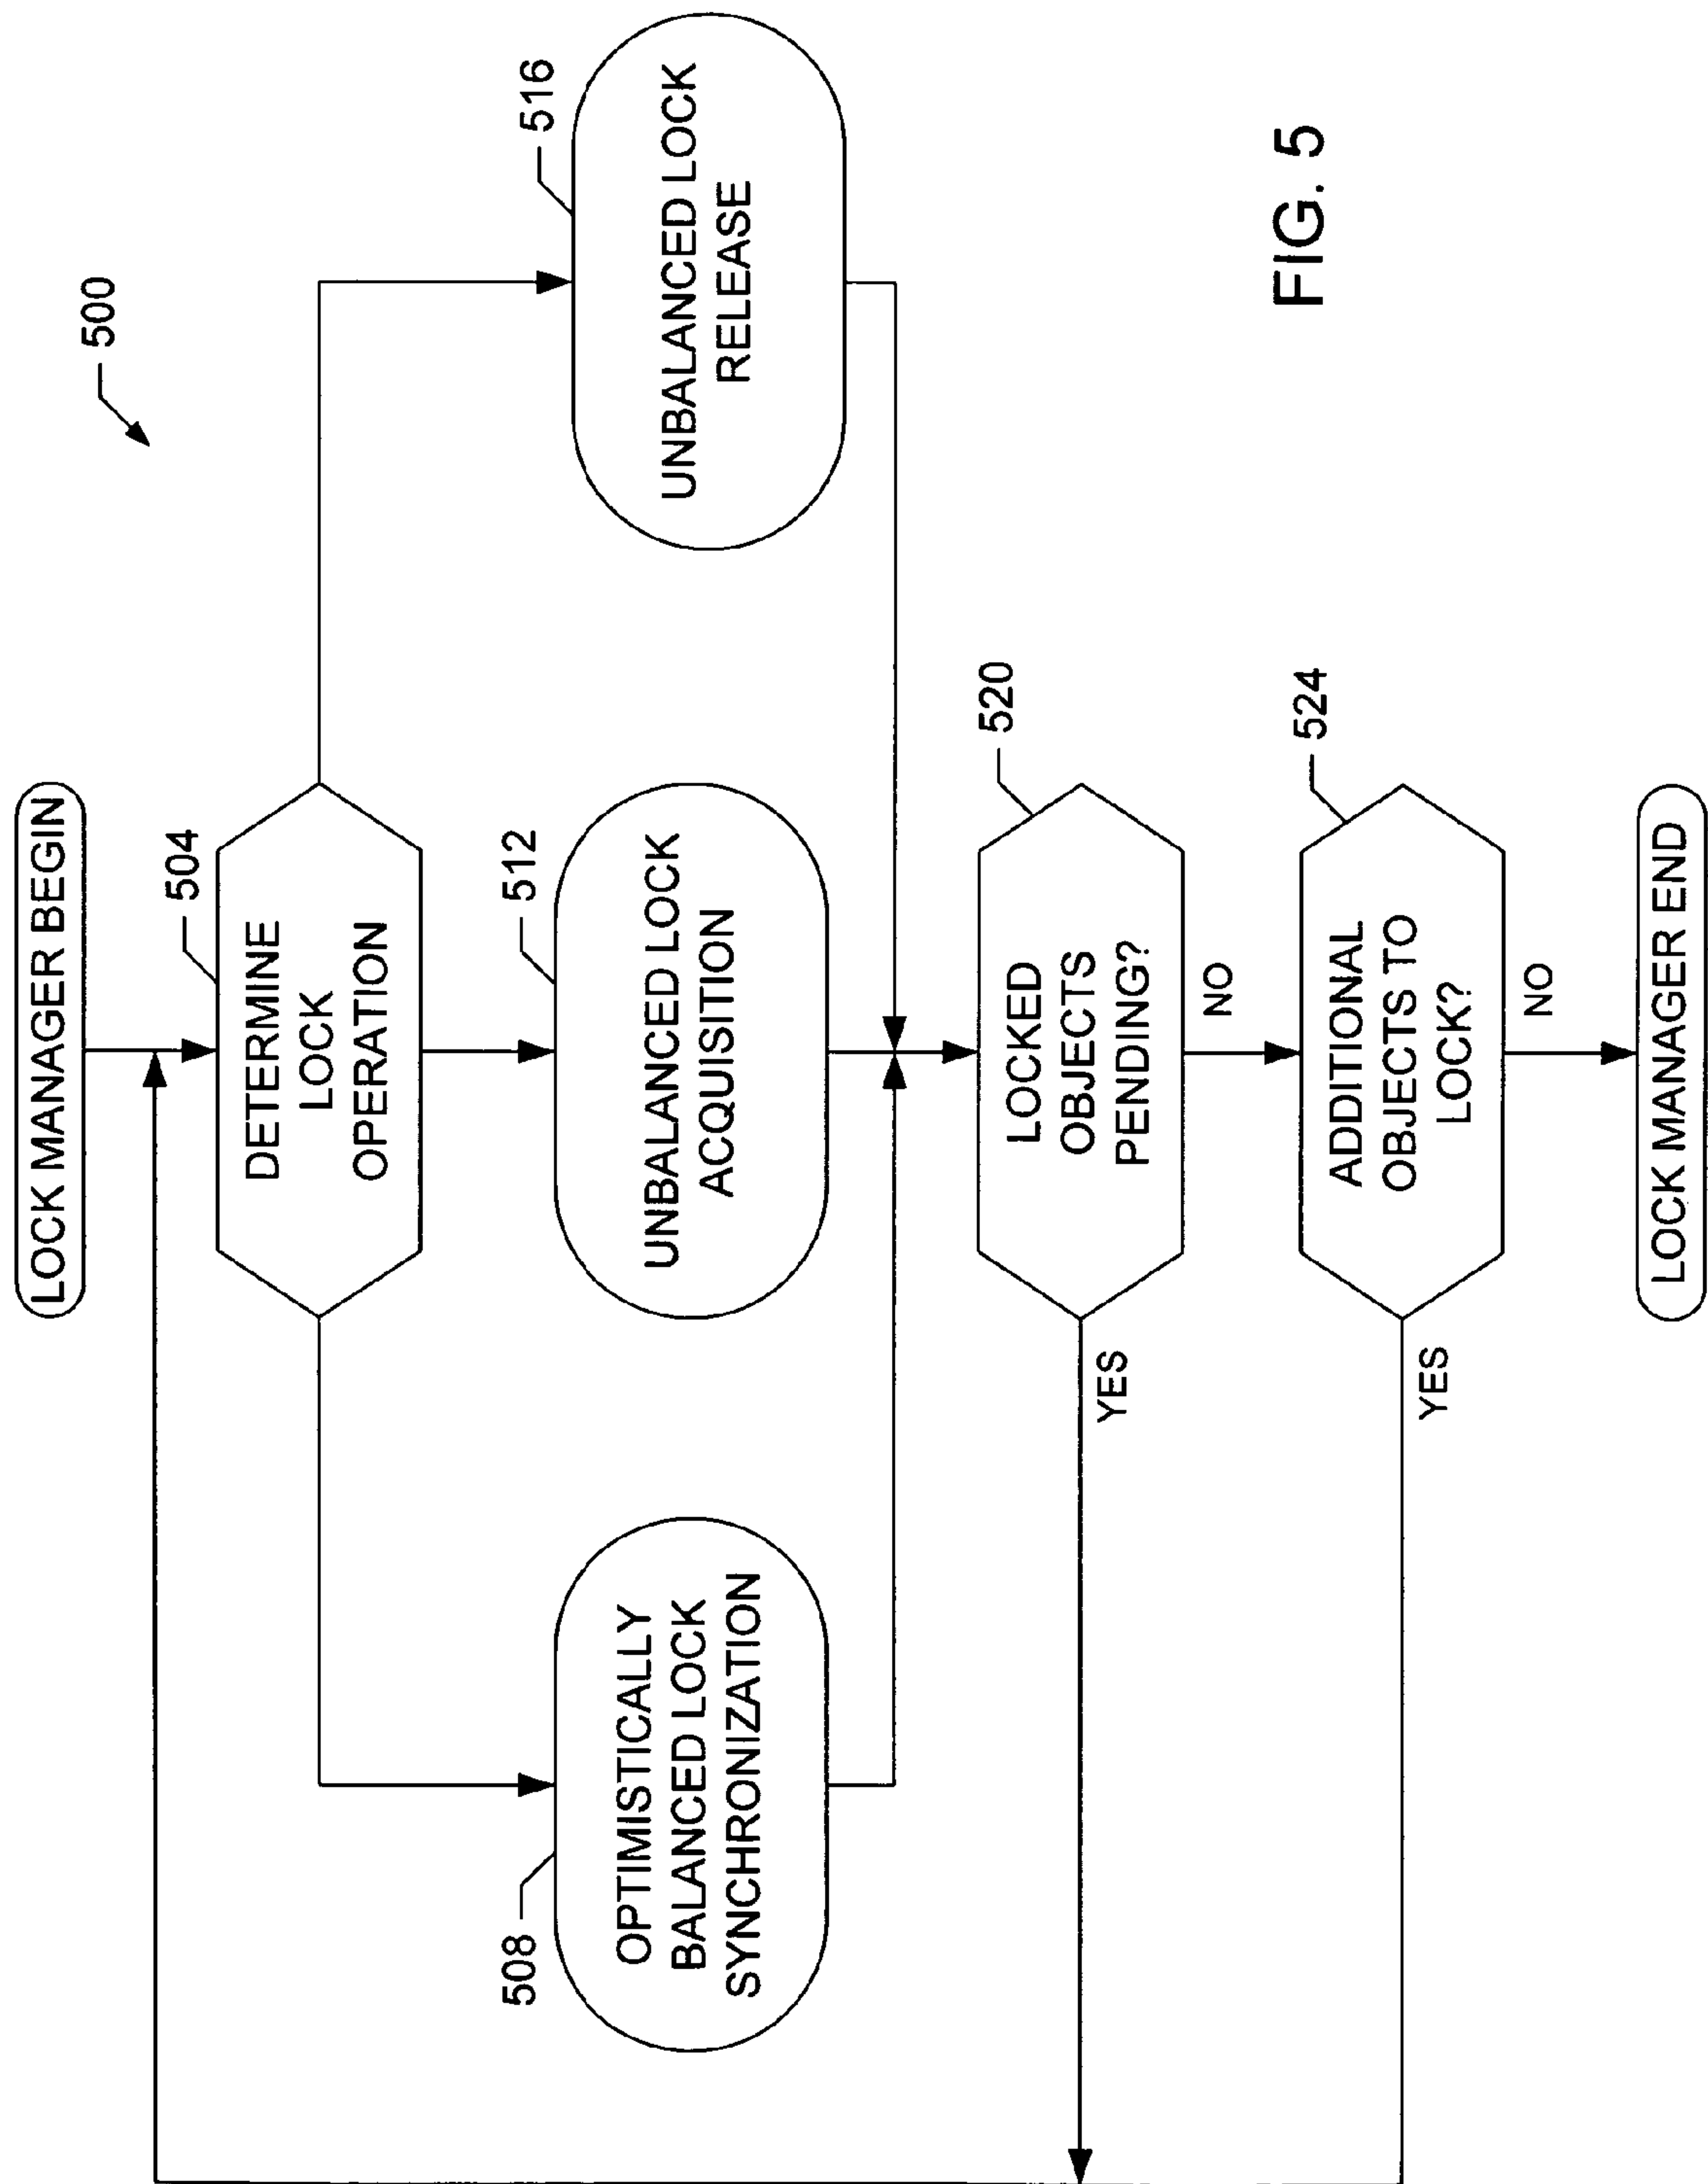 500
LOCK MANAGER BEGIN
504
DETERMINE
LOCK
OPERATION
508
OPTIMISTICALLY
BALANCED LOCK
SYNCHRONIZATION
512
UNBALANCED LOCK
ACQUISITION
516
UNBALANCED LOCK
RELEASE
520
LOCKED
OBJECTS
PENDING?
YES
NO
524
ADDITIONAL
OBJECTS TO
LOCK?
YES
NO
LOCK MANAGER END
FIG. 5